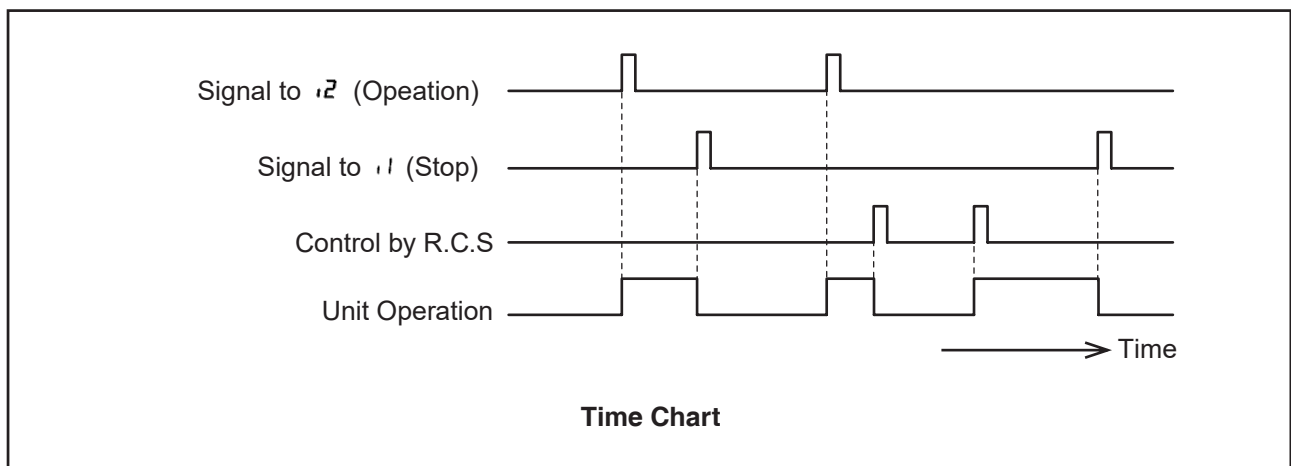 Signal to i2 (Opeation)
Signal to i1 (Stop)
Control by R.C.S
Unit Operation
Time
Time Chart